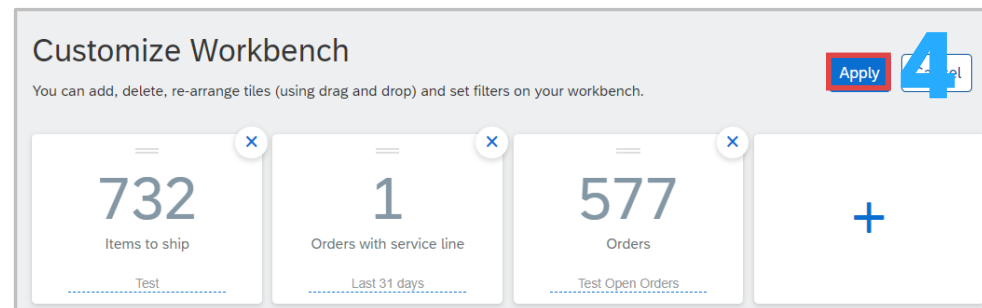 Customize Workbench
Apply
4
You can add, delete, re-arrange tiles (using drag and drop) and set filters on your workbench.
732
Items to ship
Test
1
Orders with service line
Last 31 days
577
Orders
Test Open Orders
+